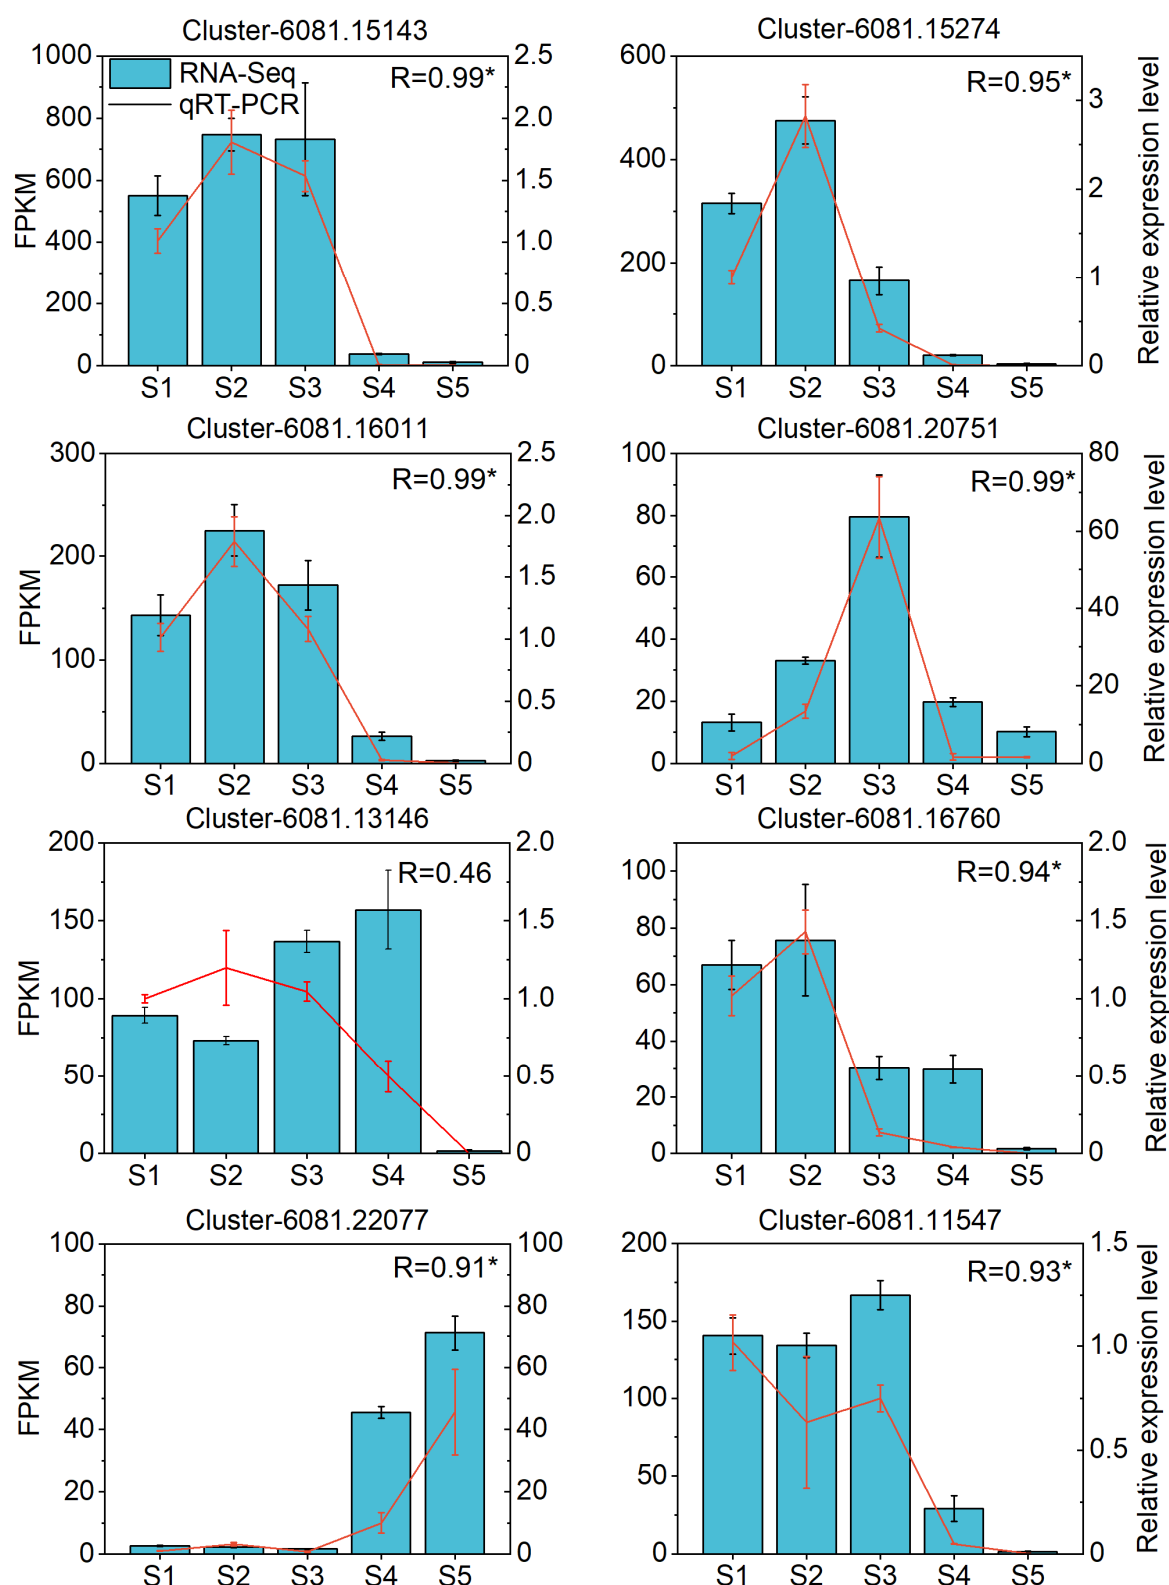 Cluster-6081.15143
1000
800
600
400
200
0
FPKM
RNA-Seq
qRT-PCR
R=0.99*
2.5
2.0
1.5
1.0
0.5
0
S1 S2 S3 S4 S5
Cluster-6081.15274
600
400
200
0
R=0.95*
3
2
1
0
Relative expression level
S1 S2 S3 S4 S5
Cluster-6081.16011
300
200
100
0
FPKM
R=0.99*
2.5
2.0
1.5
1.0
0.5
0
S1 S2 S3 S4 S5
Cluster-6081.20751
100
80
60
40
20
0
R=0.99*
80
60
40
20
0
Relative expression level
S1 S2 S3 S4 S5
Cluster-6081.13146
200
150
100
50
0
FPKM
R=0.46
2.0
1.5
1.0
0.5
0
S1 S2 S3 S4 S5
Cluster-6081.16760
100
80
60
40
20
0
R=0.94*
2.0
1.5
1.0
0.5
0
Relative expression level
S1 S2 S3 S4 S5
Cluster-6081.22077
100
80
60
40
20
0
FPKM
R=0.91*
100
80
60
40
20
0
S1 S2 S3 S4 S5
Cluster-6081.11547
200
150
100
50
0
R=0.93*
1.5
1.0
0.5
0
Relative expression level
S1 S2 S3 S4 S5